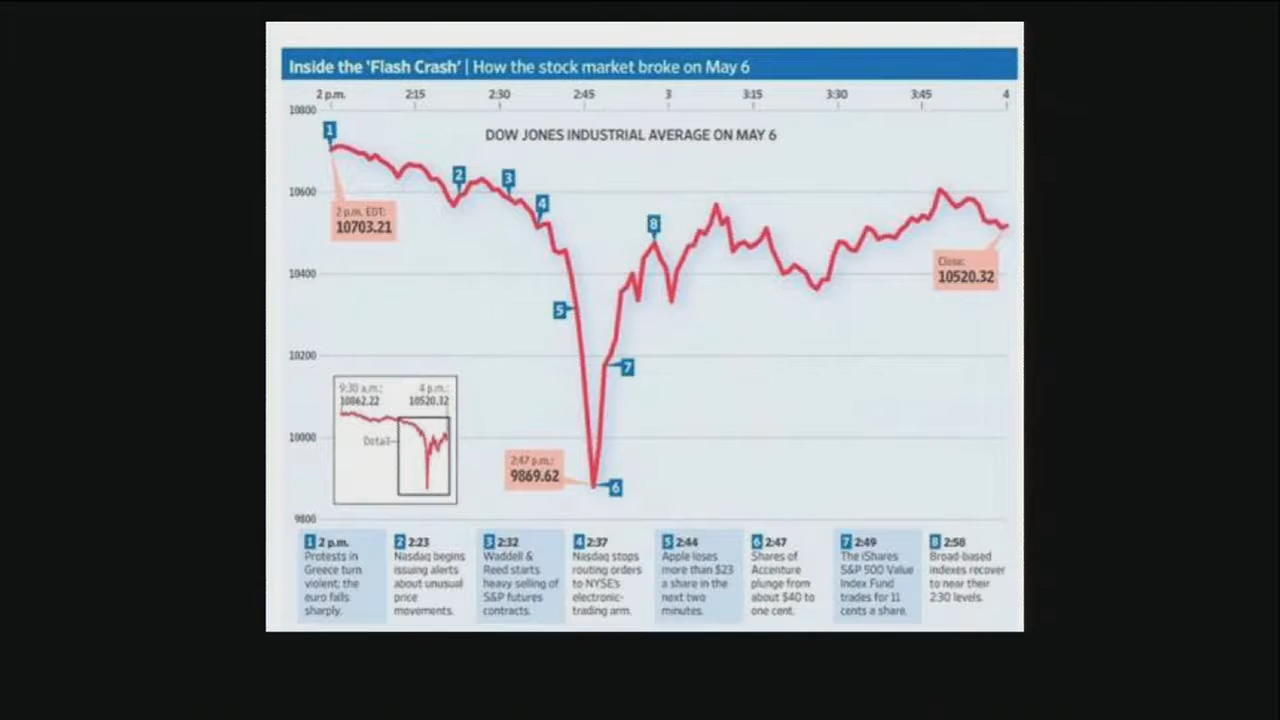 Inside the 'Flash Crash' | How the stock market broke on May 6
2 p.m. 2:15 2:30 2:45 3 3:15 3:30 3:45 4
10800
DOW JONES INDUSTRIAL AVERAGE ON MAY 6
1
2
3
4
8
10600
2 p.m. EDT:
10703.21
Close:
10520.32
10400
5
10200
7
9:30 a.m.: 4 p.m.:
10862.22 10520.32
Detail
10000
2:47 p.m.:
9869.62
6
9800
1 2 p.m.
Protests in
Greece turn
violent; the
euro falls
sharply.
2 2:23
Nasdaq begins
issuing alerts
about unusual
price
movements.
3 2:32
Waddell &
Reed starts
heavy selling of
S&P futures
contracts.
4 2:37
Nasdaq stops
routing orders
to NYSE's
electronic-
trading arm.
5 2:44
Apple loses
more than $23
a share in the
next two
minutes.
6 2:47
Shares of
Accenture
plunge from
about $40 to
one cent.
7 2:49
The iShares
S&P 500 Value
Index Fund
trades for 11
cents a share.
8 2:58
Broad-based
indexes recover
to near their
2:30 levels.